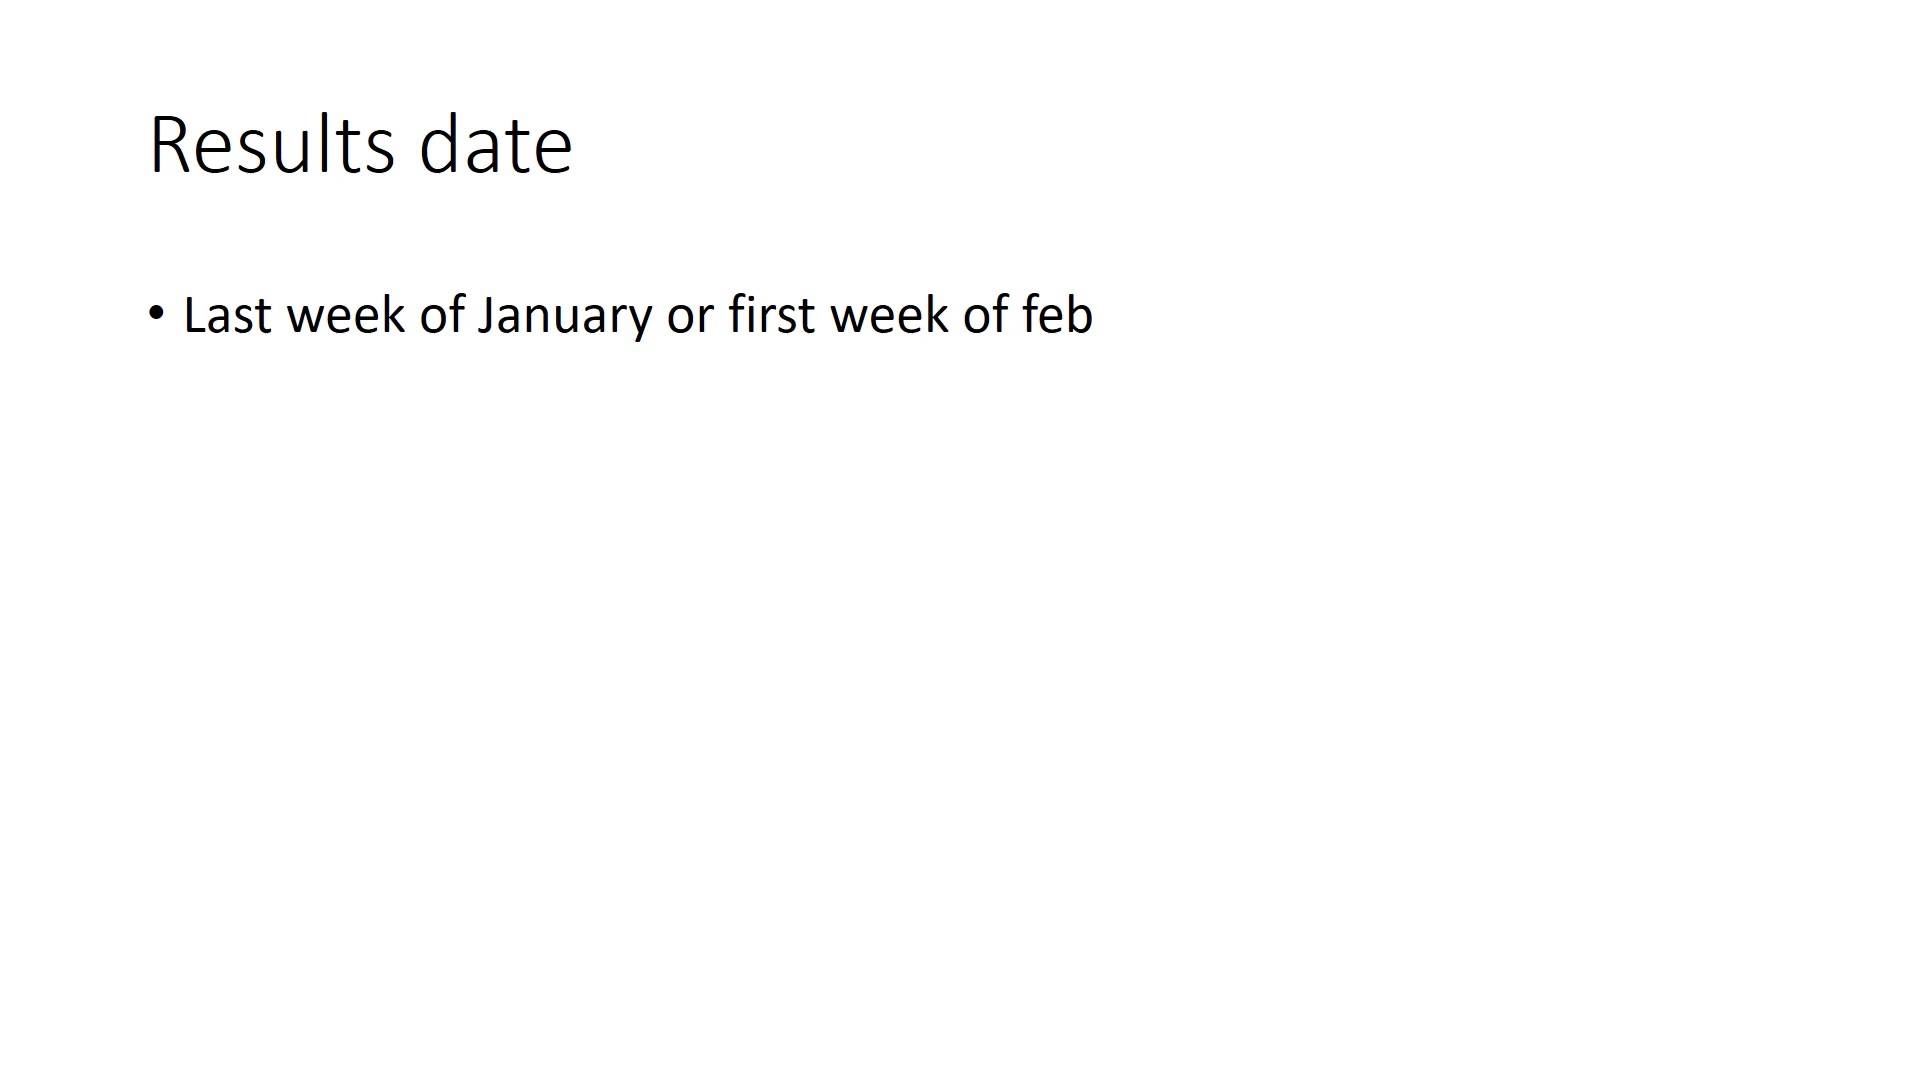 Results date
• Last week of January or first week of feb